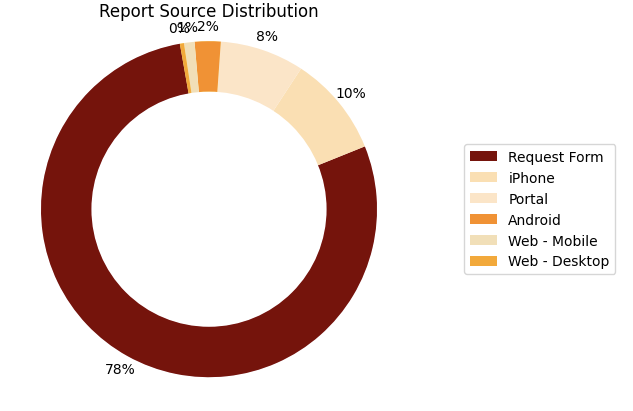 Report Source Distribution
0%
1%
2%
8%
10%
78%
Request Form
iPhone
Portal
Android
Web - Mobile
Web - Desktop